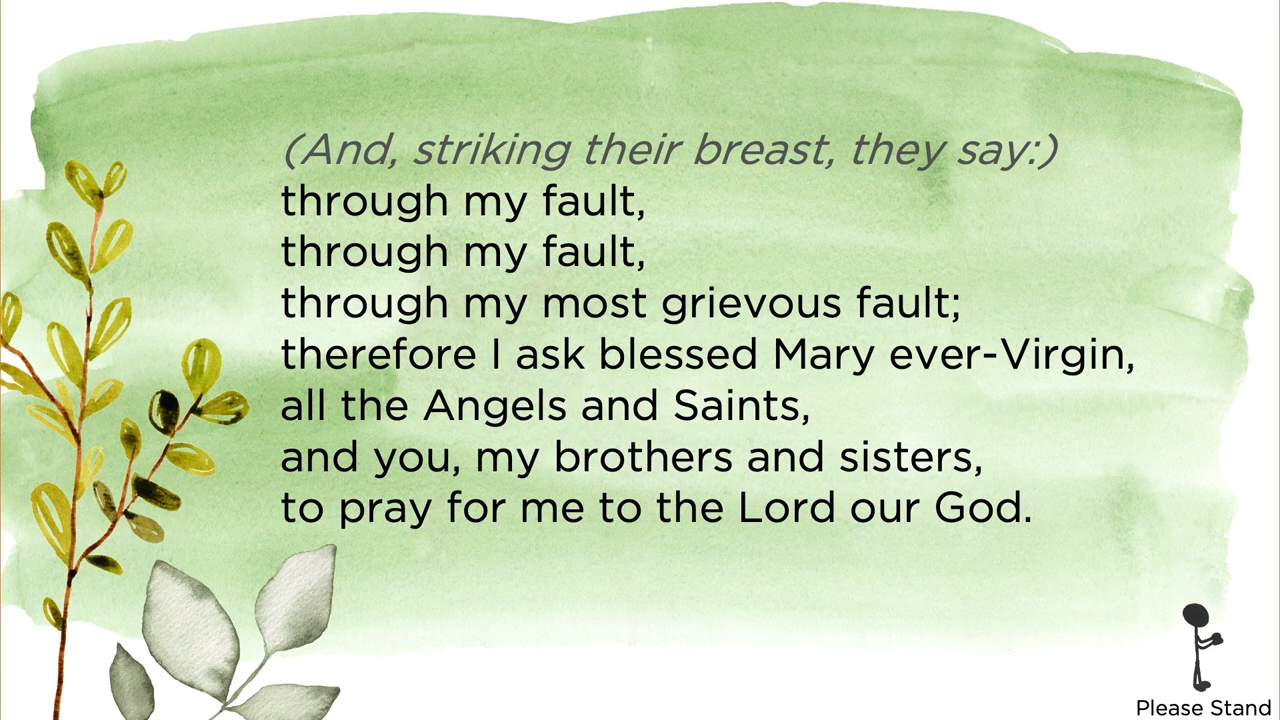 (And, striking their breast, they say:)
through my fault,
through my fault,
through my most grievous fault;
therefore I ask blessed Mary ever-Virgin,
all the Angels and Saints,
and you, my brothers and sisters,
to pray for me to the Lord our God.
Please Stand